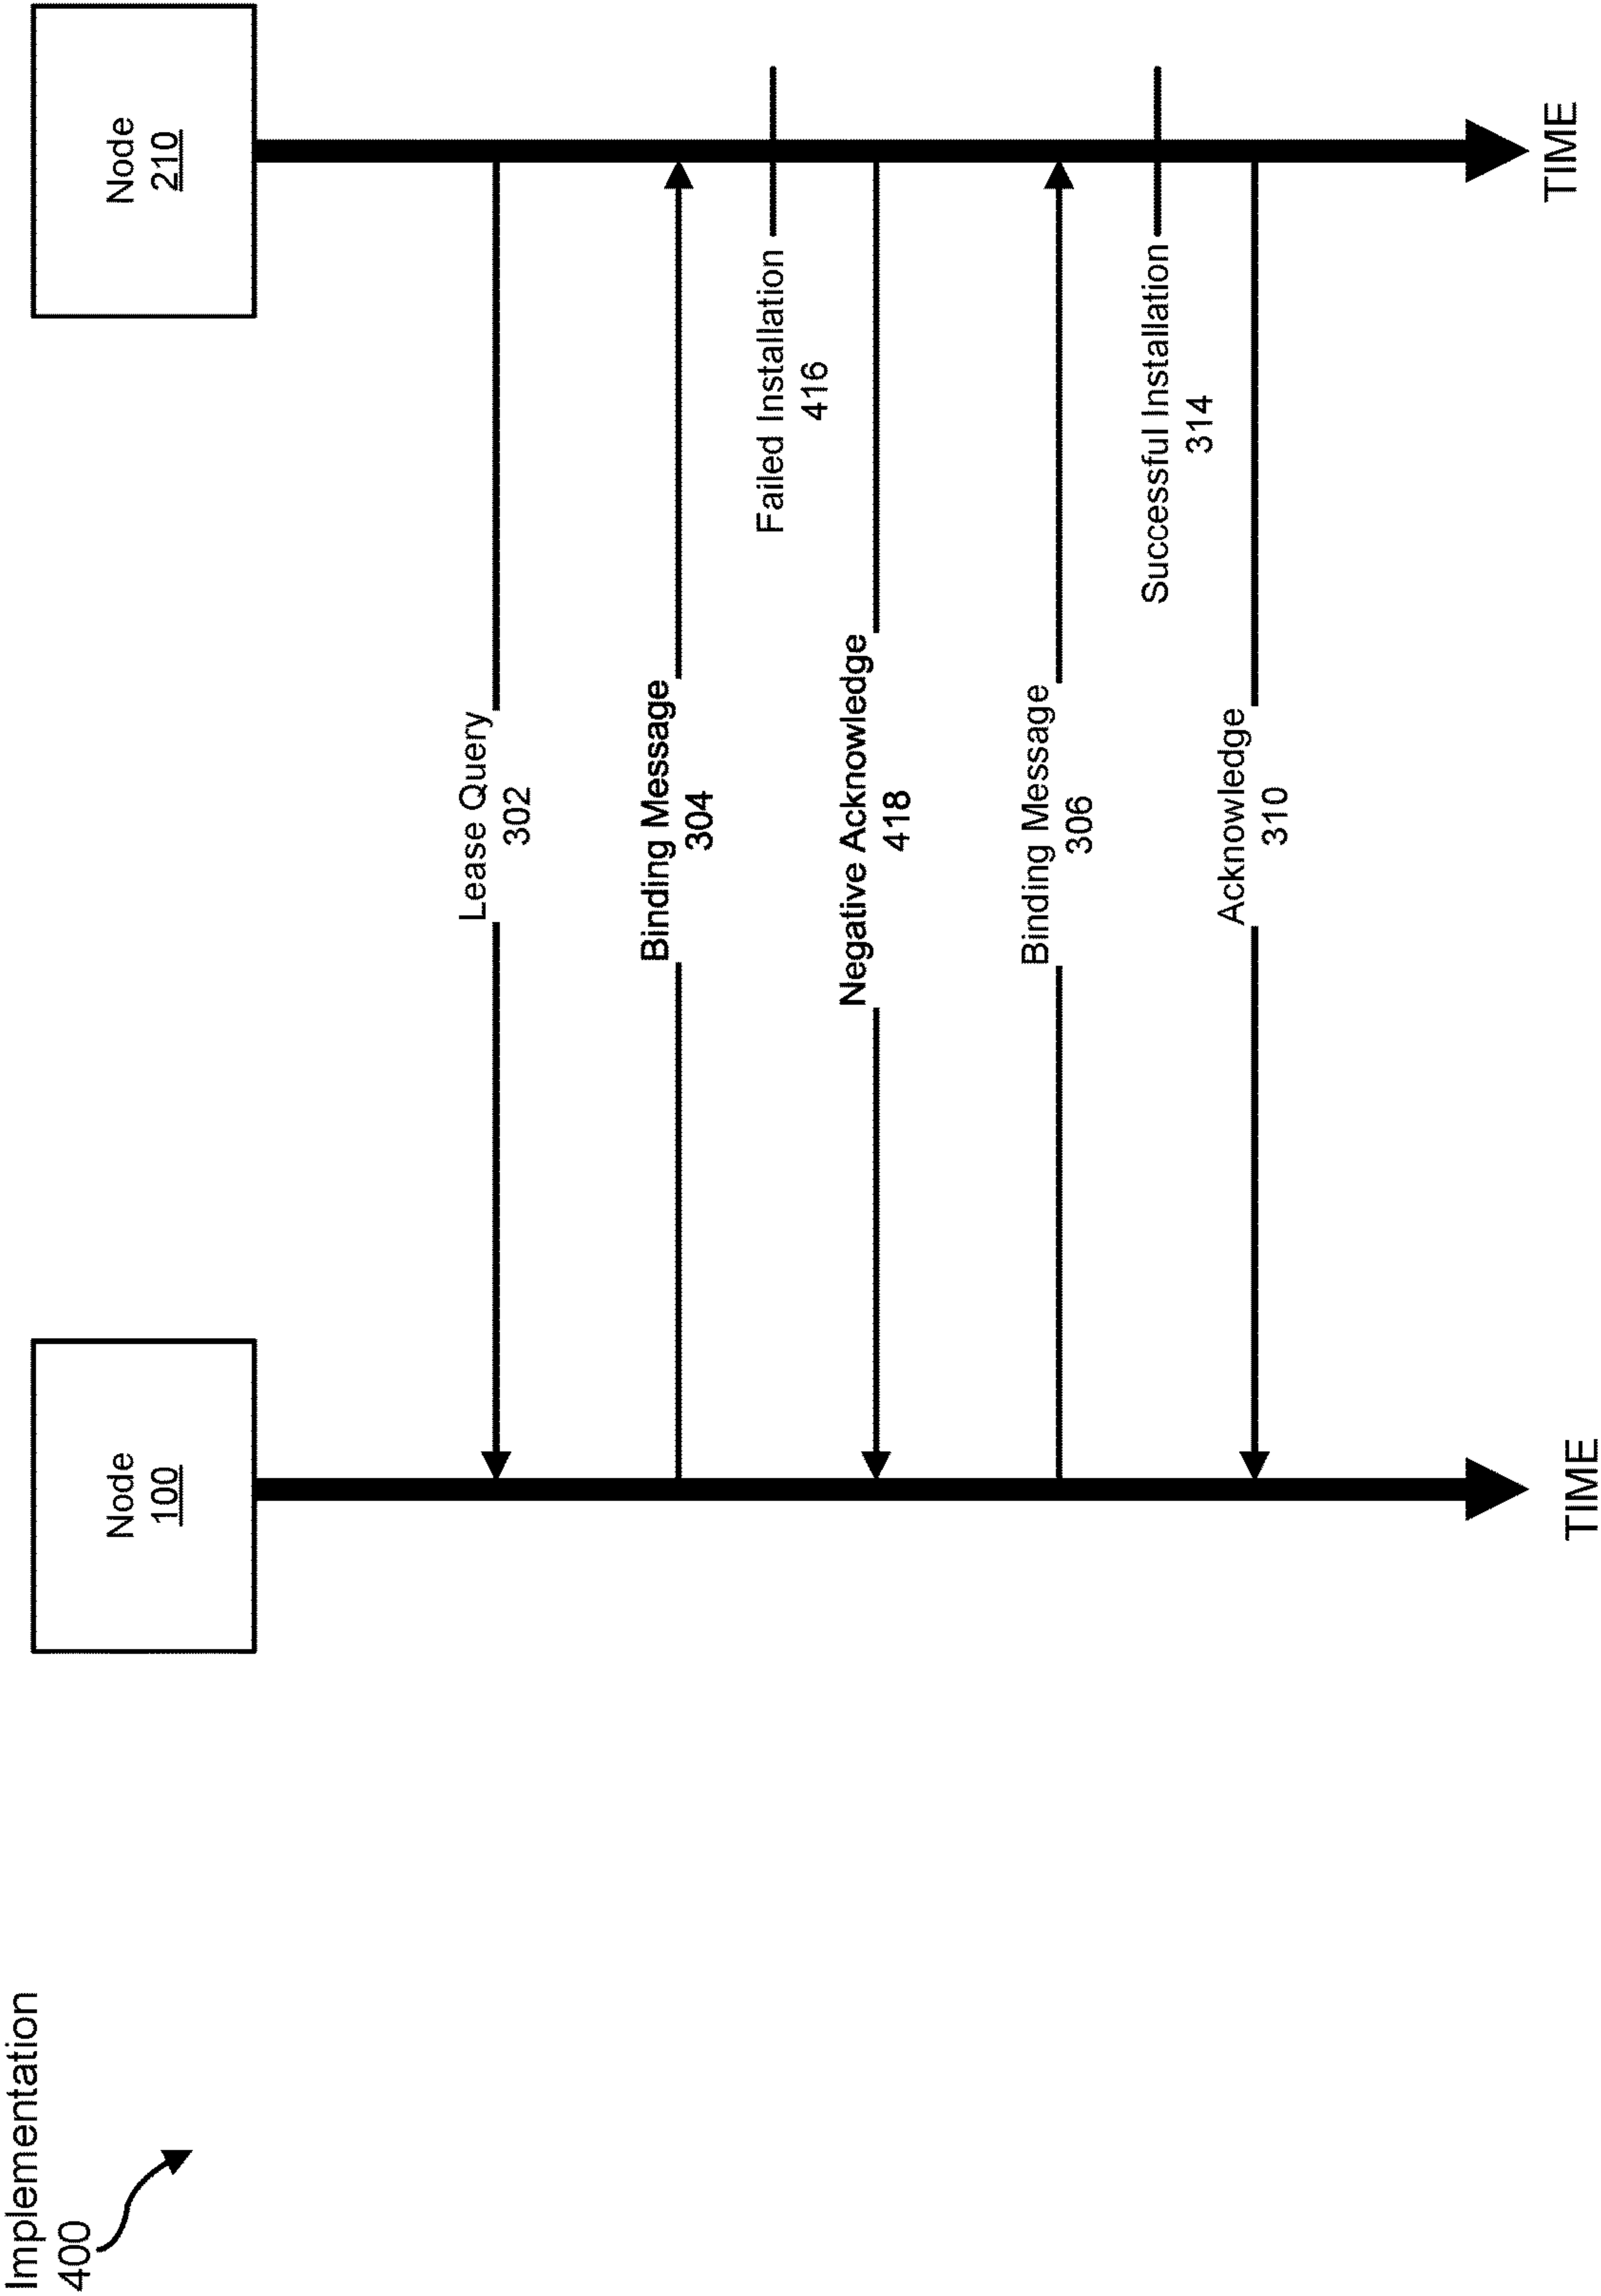 Implementation
400
Node
100
Node
210
Lease Query
302
Binding Message
304
Failed Installation
416
Negative Acknowledge
418
Binding Message
306
Successful Installation
314
Acknowledge
310
TIME
TIME